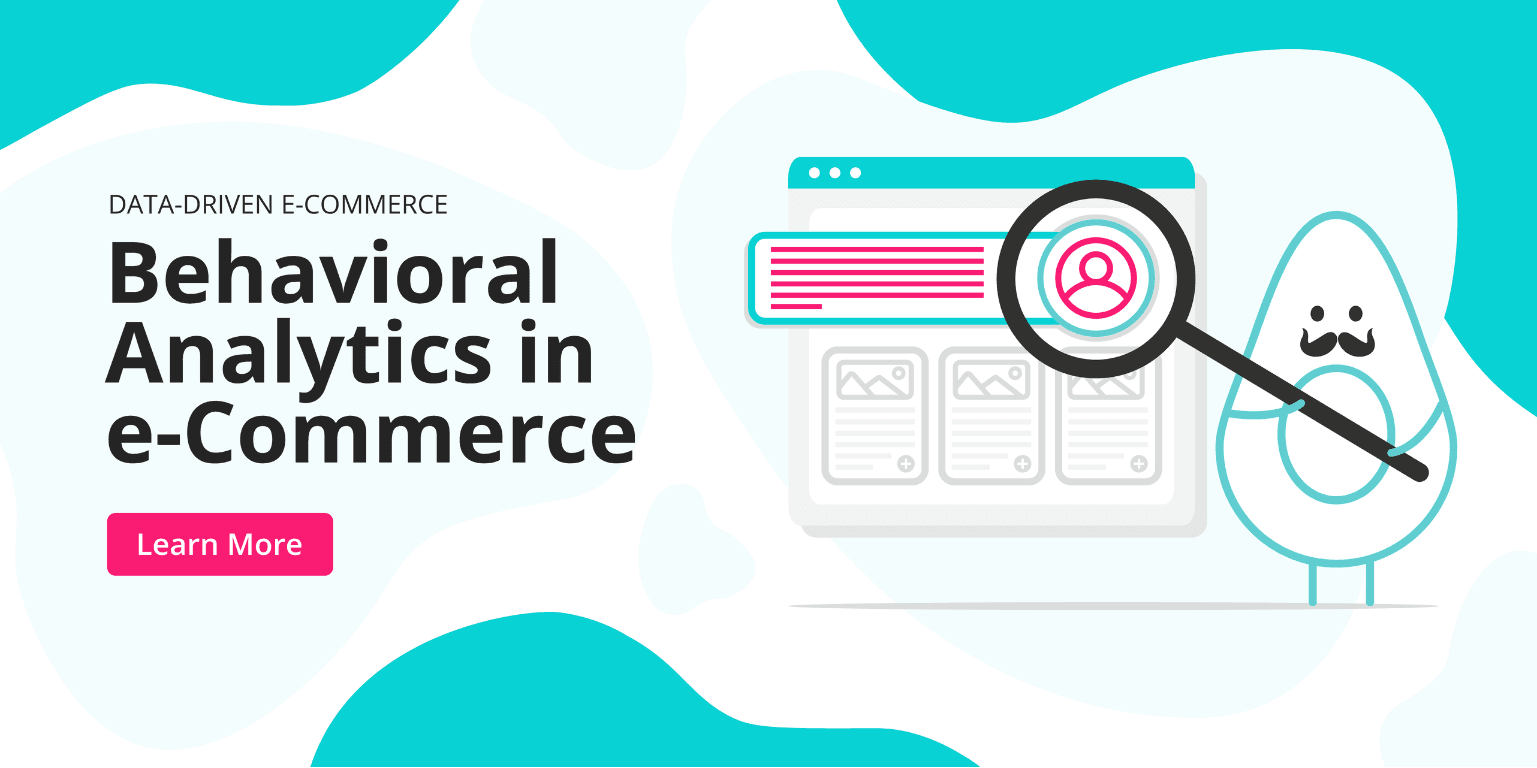 DATA-DRIVEN E-COMMERCE
Behavioral
Analytics in
e-Commerce
Learn More